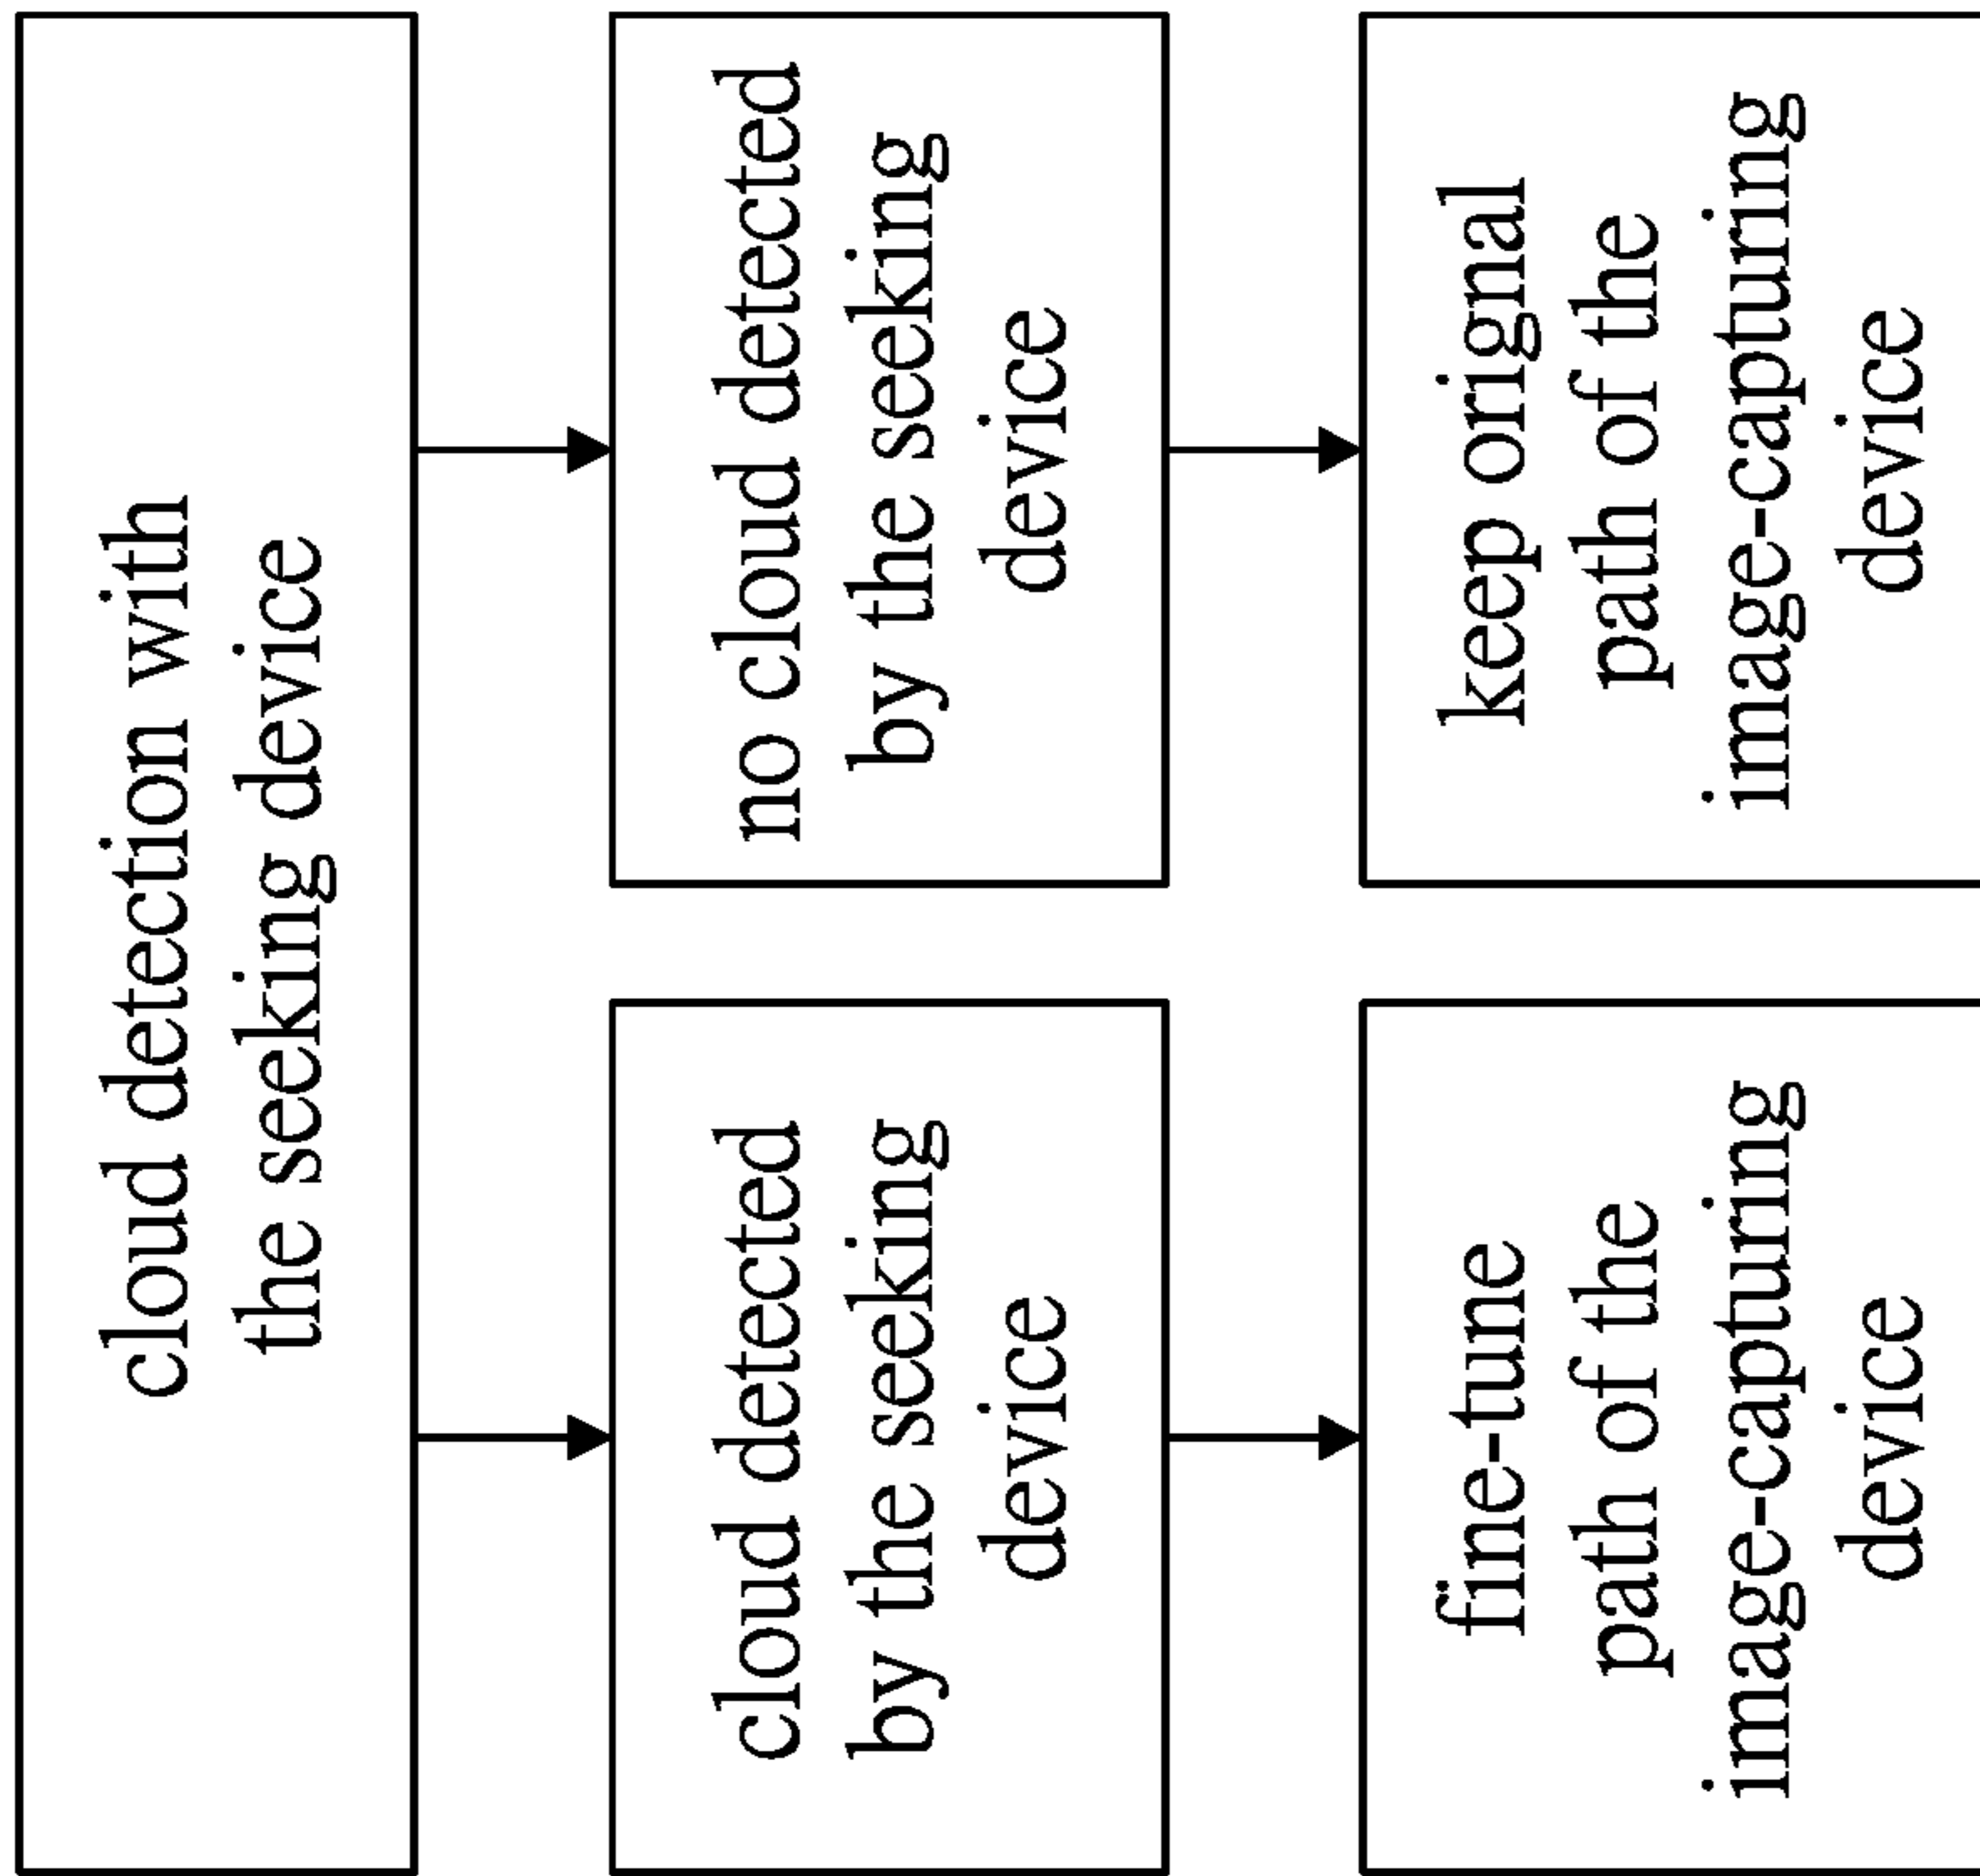 cloud detection with
the seeking device
cloud detected
by the seeking
device
no cloud detected
by the seeking
device
fine-tune
path of the
image-capturing
device
keep orignal
path of the
image-capturing
device